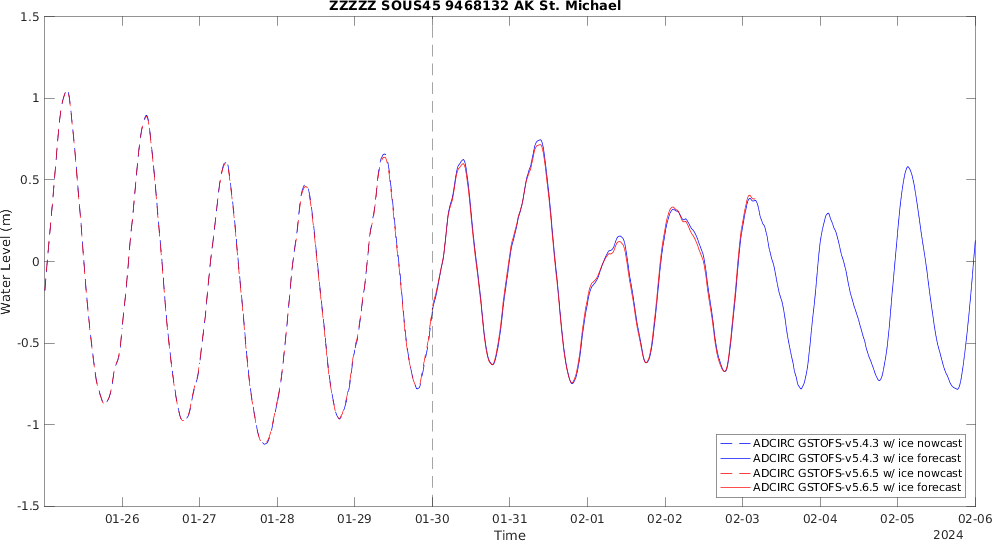 ZZZZZ SOUS45 9468132 AK St. Michael
1.5
1
0.5
0
-0.5
-1
-1.5
Water Level (m)
01-26 01-27 01-28 01-29 01-30 01-31 02-01 02-02 02-03 02-04 02-05 02-06
Time
2024
ADCIRC GSTOFS-v5.4.3 w/ ice nowcast
ADCIRC GSTOFS-v5.4.3 w/ ice forecast
ADCIRC GSTOFS-v5.6.5 w/ ice nowcast
ADCIRC GSTOFS-v5.6.5 w/ ice forecast